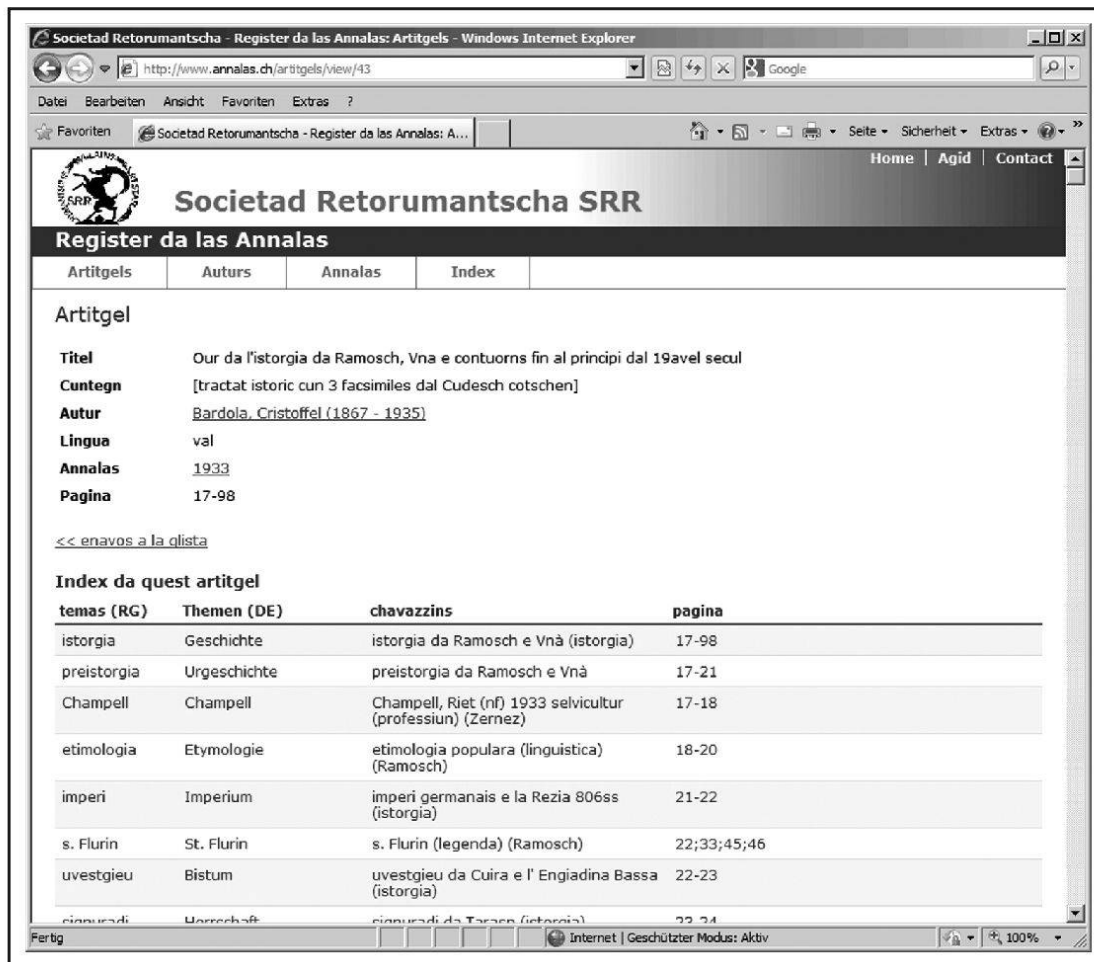 Societad Retorumantscha - Register da las Annalas: Artitgels - Windows Internet Explorer
http://www.annalas.ch/artitgels/view/43
Google
Datei Bearbeiten Ansicht Favoriten Extras ?
Favoriten Societad Retorumantscha - Register da las Annalas: A... Seite Sicherheit Extras
Home | Agid | Contact
SRR
Societad Retorumantscha SRR
Register da las Annalas
Artitgels Auturs Annalas Index
Artitgel
Titel Our da l'istorgia da Ramosch, Vna e contuorns fin al principi dal 19avel secul
Cuntegn [tractat istoric cun 3 facsimiles dal Cudesch cotschen]
Autur Bardola, Cristoffel (1867 - 1935)
Lingua val
Annalas 1933
Pagina 17-98
<< enavos a la glista
Index da quest artitgel
temas (RG) Themen (DE) chavazzins pagina
istorgia Geschichte istorgia da Ramosch e Vnà (istorgia) 17-98
preistorgia Urgeschichte preistorgia da Ramosch e Vnà 17-21
Champell Champell Champell, Riet (nf) 1933 selvicultur 17-18
(professiun) (Zernez)
etimologia Etymologie etimologia populara (linguistica) 18-20
(Ramosch)
imperi Imperium imperi germanais e la Rezia 806ss 21-22
(istorgia)
s. Flurin St. Flurin s. Flurin (legenda) (Ramosch) 22;33;45;46
uvestgieu Bistum uvestgieu da Cuira e l' Engiadina Bassa 22-23
(istorgia)
signuradi Herrschaft signuradi da Tarasp (istorgia) 23-24
Fertig Internet | Geschützter Modus: Aktiv 100%